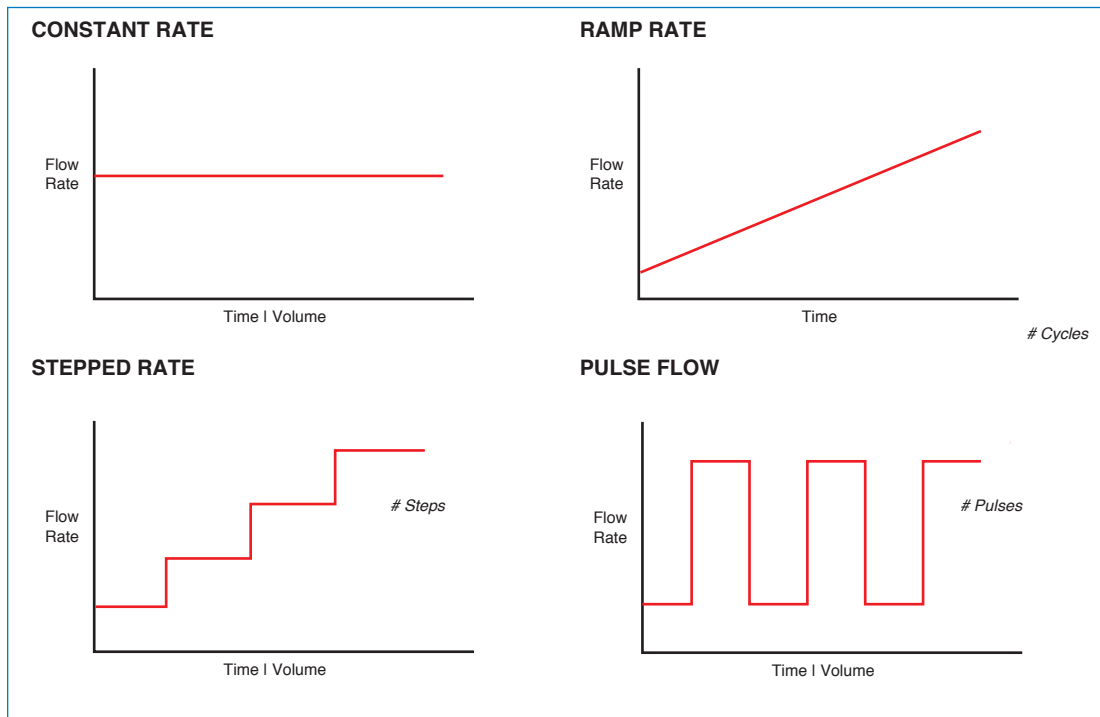 CONSTANT RATE
Flow
Rate
Time | Volume
RAMP RATE
Flow
Rate
Time
# Cycles
STEPPED RATE
Flow
Rate
# Steps
Time | Volume
PULSE FLOW
Flow
Rate
# Pulses
Time | Volume